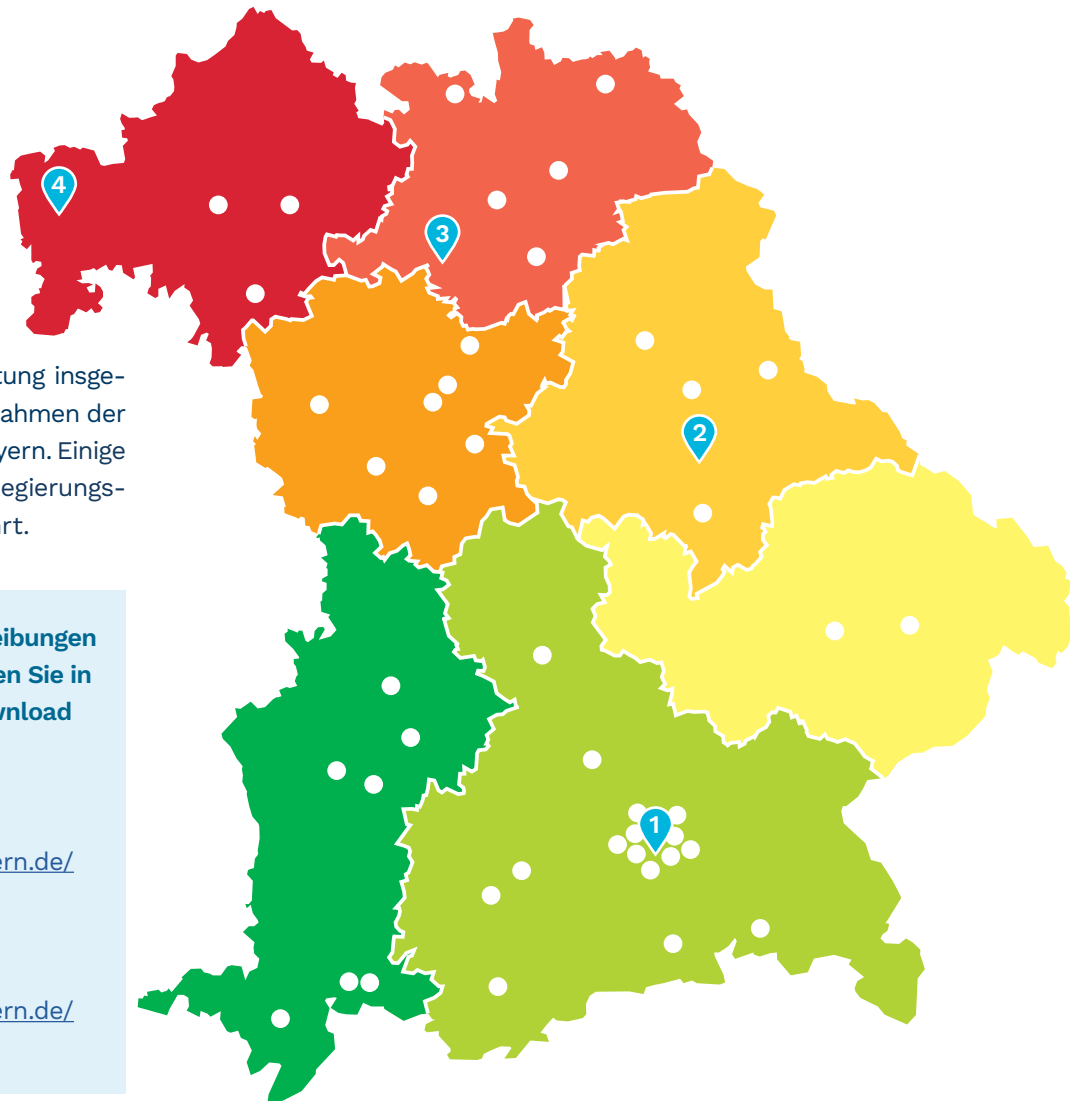 4
3
tung insge-
ahmen der
yern. Einige
egierungs-
rt.
2
eibungen
en Sie in
wnload
1
ern.de/
ern.de/